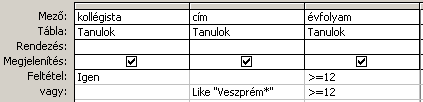 Mező: kollégista cím évfolyam
Tábla: Tanulok Tanulok Tanulok
Rendezés:
Megjelenítés:
Feltétel: Igen >=12
vagy: Like "Veszprém*" >=12